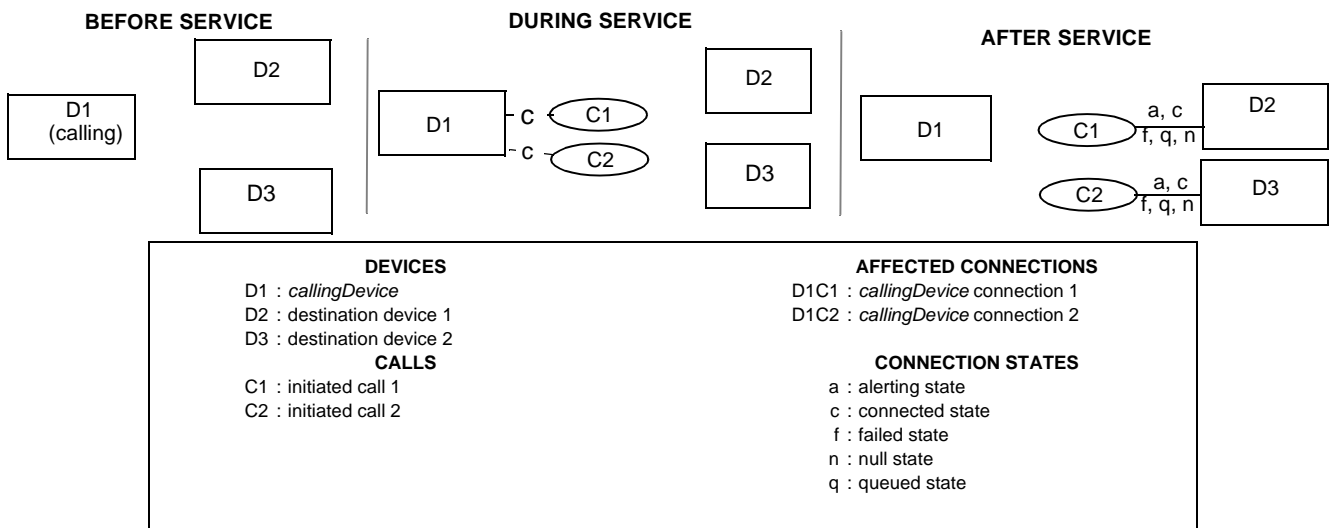 BEFORE SERVICE
D1
(calling)
D2
D3
DURING SERVICE
D1
c
C1
c
C2
D2
D3
AFTER SERVICE
D1
C1
a, c
f, q, n
D2
C2
a, c
f, q, n
D3
DEVICES
D1 : callingDevice
D2 : destination device 1
D3 : destination device 2
CALLS
C1 : initiated call 1
C2 : initiated call 2
AFFECTED CONNECTIONS
D1C1 : callingDevice connection 1
D1C2 : callingDevice connection 2
CONNECTION STATES
a : alerting state
c : connected state
f : failed state
n : null state
q : queued state